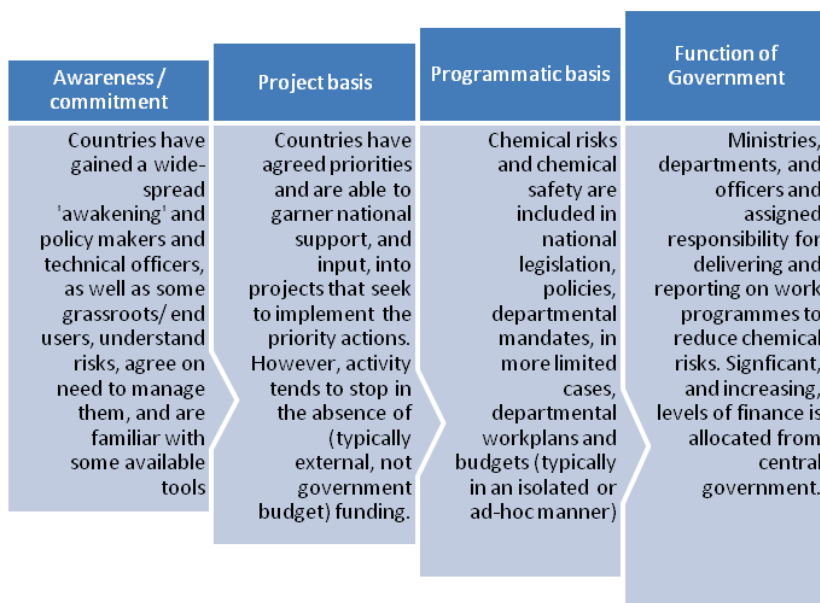 Awareness /
commitment
Countries have
gained a wide-
spread
'awakening' and
policy makers and
technical officers,
as well as some
grassroots/ end
users, understand
risks, agree on
need to manage
them, and are
familiar with
some available
tools
Project basis
Countries have
agreed priorities
and are able to
garner national
support, and
input, into
projects that seek
to implement the
priority actions.
However, activity
tends to stop in
the absence of
(typically
external, not
government
budget) funding.
Programmatic basis
Chemical risks
and chemical
safety are
included in
national
legislation,
policies,
departmental
mandates, in
more limited
cases,
departmental
workplans and
budgets (typically
in an isolated or
ad-hoc manner)
Function of
Government
Ministries,
departments, and
officers and
assigned
responsibility for
delivering and
reporting on work
programmes to
reduce chemical
risks. Signficant,
and increasing,
levels of finance is
allocated from
central
government.